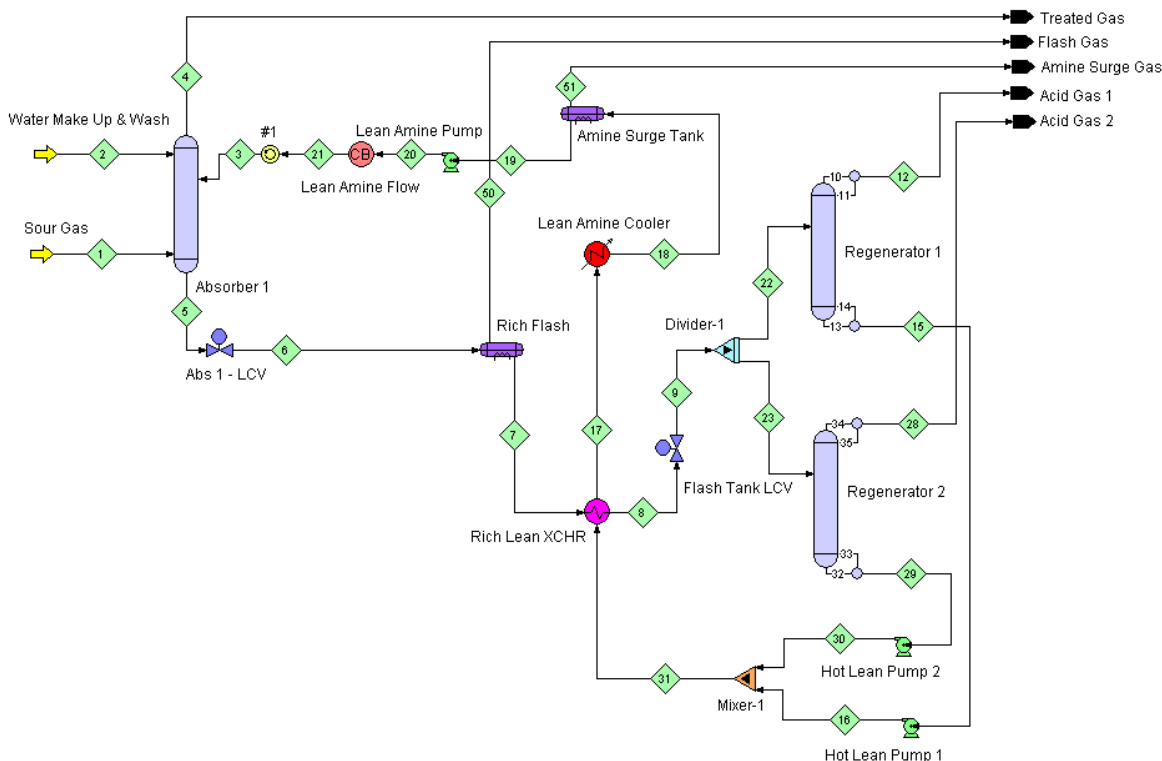 Treated Gas
Flash Gas
Amine Surge Gas
Acid Gas 1
Acid Gas 2
4
51
Water Make Up & Wash
#1
Lean Amine Pump
Amine Surge Tank
2
3
21
CB
20
19
10
11
12
Lean Amine Flow
50
Sour Gas
1
Lean Amine Cooler
18
Regenerator 1
22
Absorber 1
5
14
13
15
Rich Flash
Divider-1
6
Abs 1 - LCV
9
23
7
17
34
35
28
Flash Tank LCV
Regenerator 2
8
Rich Lean XCHR
33
32
29
30
Hot Lean Pump 2
31
Mixer-1
16
Hot Lean Pump 1